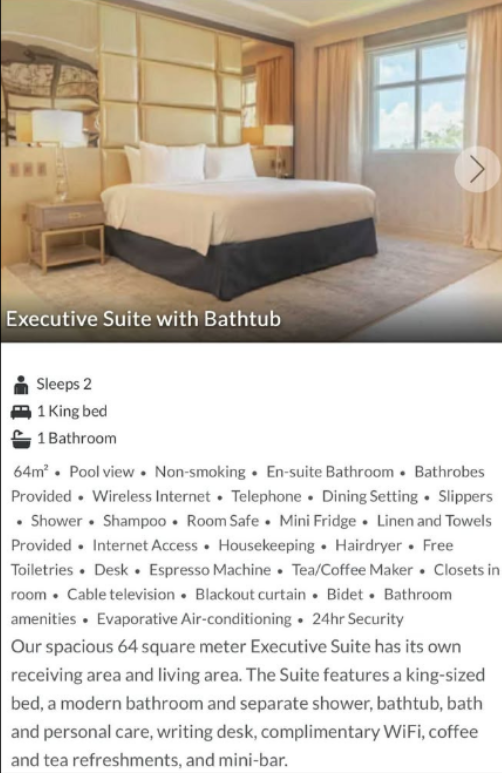 Executive Suite with Bathtub
Sleeps 2
1 King bed
1 Bathroom
64m² • Pool view • Non-smoking • En-suite Bathroom • Bathrobes
Provided • Wireless Internet • Telephone • Dining Setting • Slippers
• Shower • Shampoo • Room Safe • Mini Fridge • Linen and Towels
Provided • Internet Access • Housekeeping • Hairdryer • Free
Toiletries • Desk • Espresso Machine • Tea/Coffee Maker • Closets in
room • Cable television • Blackout curtain • Bidet • Bathroom
amenities • Evaporative Air-conditioning • 24hr Security
Our spacious 64 square meter Executive Suite has its own
receiving area and living area. The Suite features a king-sized
bed, a modern bathroom and separate shower, bathtub, bath
and personal care, writing desk, complimentary WiFi, coffee
and tea refreshments, and mini-bar.